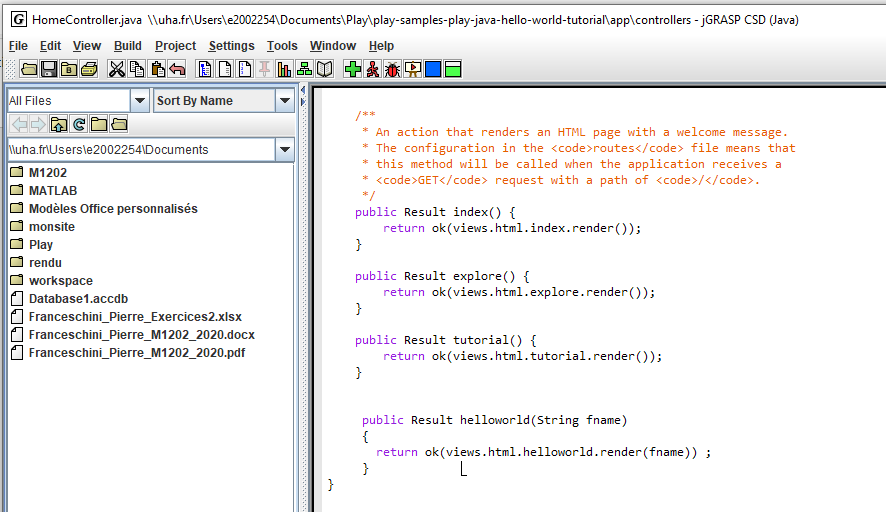 HomeController.java \\uha.fr\Users\e2002254\Documents\Play\play-samples-play-java-hello-world-tutorial\app\controllers - jGRASP CSD (Java)
File Edit View Build Project Settings Tools Window Help
All Files Sort By Name
\\uha.fr\Users\e2002254\Documents
M1202
MATLAB
Modèles Office personnalisés
monsite
Play
rendu
workspace
Database1.accdb
Franceschini_Pierre_Exercices2.xlsx
Franceschini_Pierre_M1202_2020.docx
Franceschini_Pierre_M1202_2020.pdf
/**
* An action that renders an HTML page with a welcome message.
* The configuration in the <code>routes</code> file means that
* this method will be called when the application receives a
* <code>GET</code> request with a path of <code>/</code>.
*/
public Result index() {
return ok(views.html.index.render());
}
public Result explore() {
return ok(views.html.explore.render());
}
public Result tutorial() {
return ok(views.html.tutorial.render());
}
public Result helloworld(String fname)
{
return ok(views.html.helloworld.render(fname)) ;
}
}